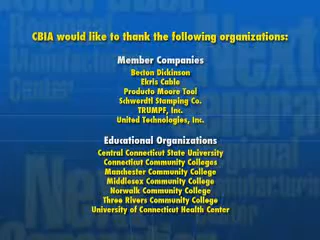 CBIA would like to thank the following organizations:
Member Companies
Becton Dickinson
Ekris Cable
Producto Moore Tool
Schwerdtl Stamping Co.
TRUMPF, Inc.
United Technologies, Inc.
Educational Organizations
Central Connecticut State University
Connecticut Community Colleges
Manchester Community College
Middlesex Community College
Norwalk Community College
Three Rivers Community College
University of Connecticut Health Center